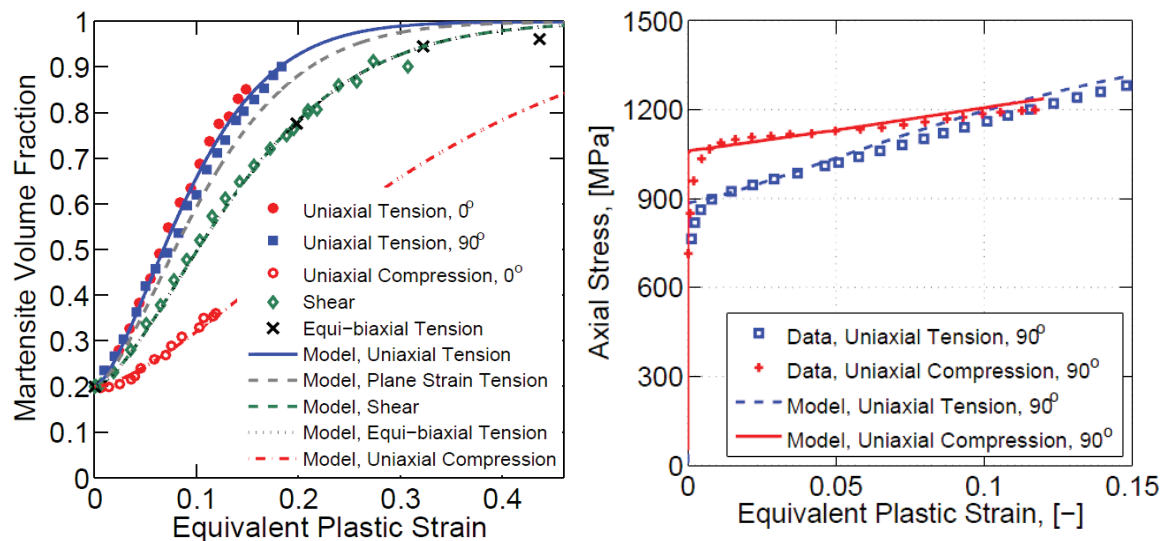 Martensite Volume Fraction
1
0.9
0.8
0.7
0.6
0.5
0.4
0.3
0.2
0.1
0
0
0.1
0.2
0.3
0.4
Equivalent Plastic Strain
Uniaxial Tension, 0°
Uniaxial Tension, 90°
Uniaxial Compression, 0°
Shear
Equi-biaxial Tension
Model, Uniaxial Tension
Model, Plane Strain Tension
Model, Shear
Model, Equi-biaxial Tension
Model, Uniaxial Compression
Axial Stress, [MPa]
1500
1200
900
600
300
0
0
0.05
0.1
0.15
Equivalent Plastic Strain, [-]
Data, Uniaxial Tension, 90°
Data, Uniaxial Compression, 90°
Model, Uniaxial Tension, 90°
Model, Uniaxial Compression, 90°